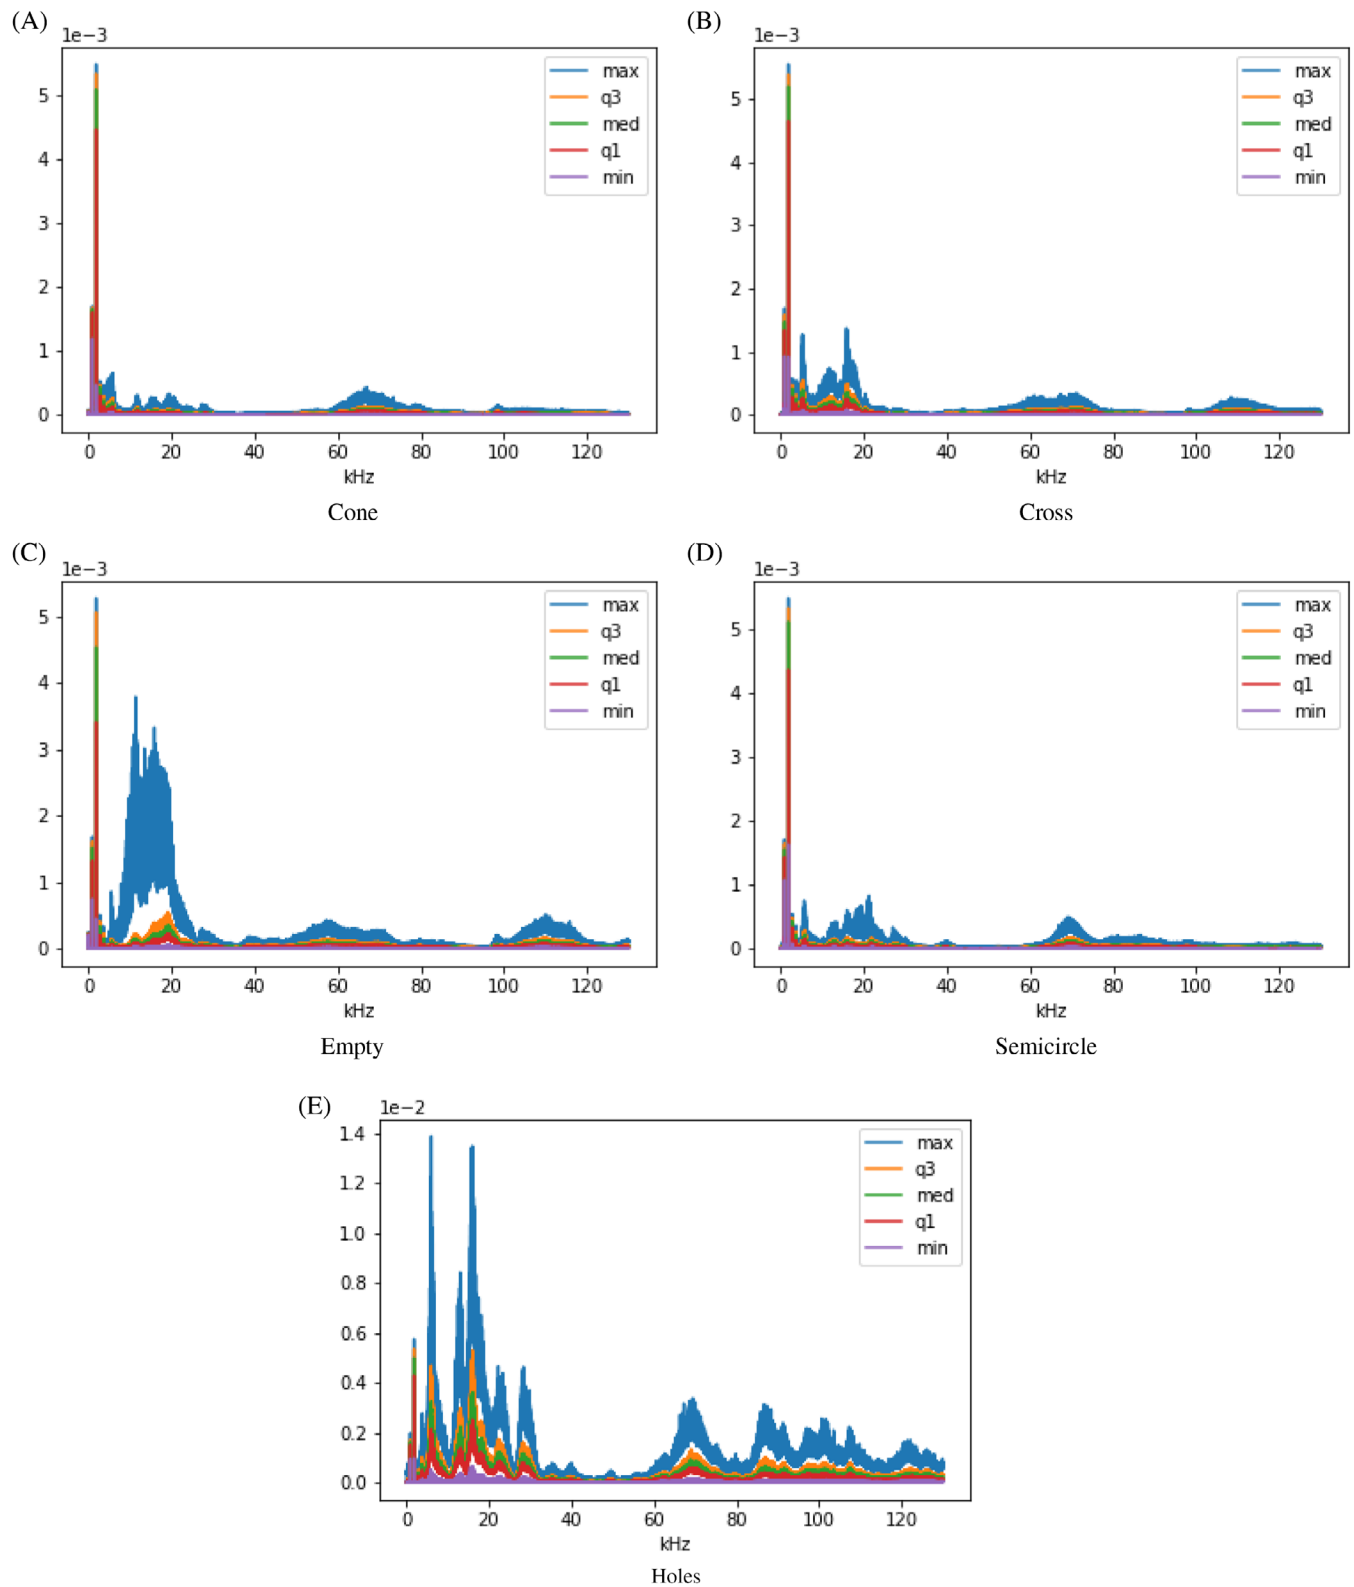 (A)
1e−3
5
4
3
2
1
0
0 20 40 60 80 100 120
kHz
max
q3
med
q1
min
Cone
(B)
1e−3
5
4
3
2
1
0
0 20 40 60 80 100 120
kHz
max
q3
med
q1
min
Cross
(C)
1e−3
5
4
3
2
1
0
0 20 40 60 80 100 120
kHz
max
q3
med
q1
min
Empty
(D)
1e−3
5
4
3
2
1
0
0 20 40 60 80 100 120
kHz
max
q3
med
q1
min
Semicircle
(E)
1e−2
1.4
1.2
1.0
0.8
0.6
0.4
0.2
0.0
0 20 40 60 80 100 120
kHz
max
q3
med
q1
min
Holes